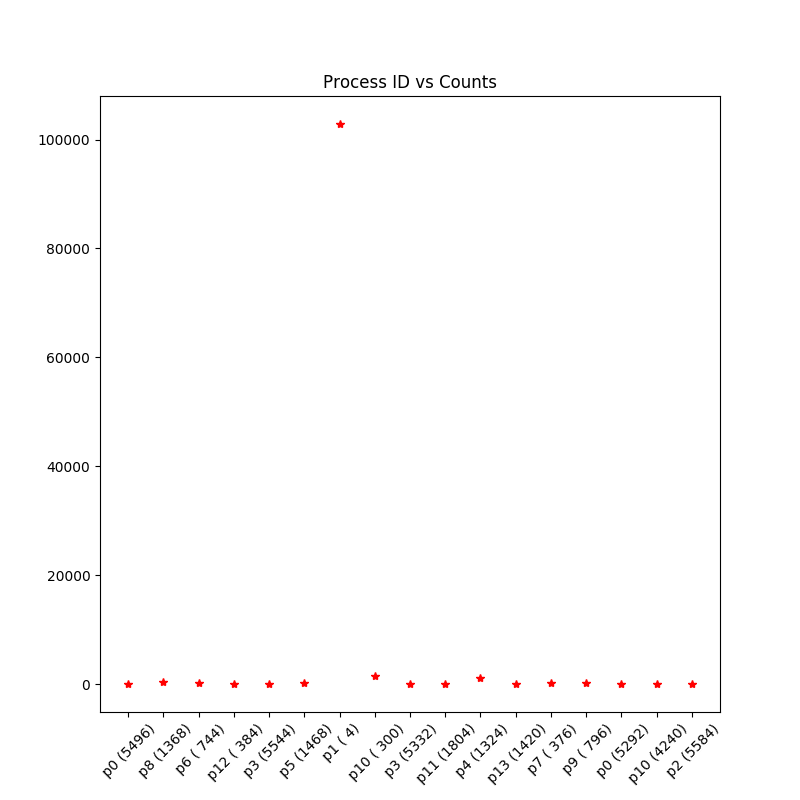 Process ID vs Counts
100000
80000
60000
40000
20000
0
p0 (5496)
p8 (1368)
p6 ( 744)
p12 ( 384)
p3 (5544)
p5 (1468)
p1 ( 4)
p10 ( 300)
p3 (5332)
p11 (1804)
p4 (1324)
p13 (1420)
p7 ( 376)
p9 ( 796)
p0 (5292)
p10 (4240)
p2 (5584)